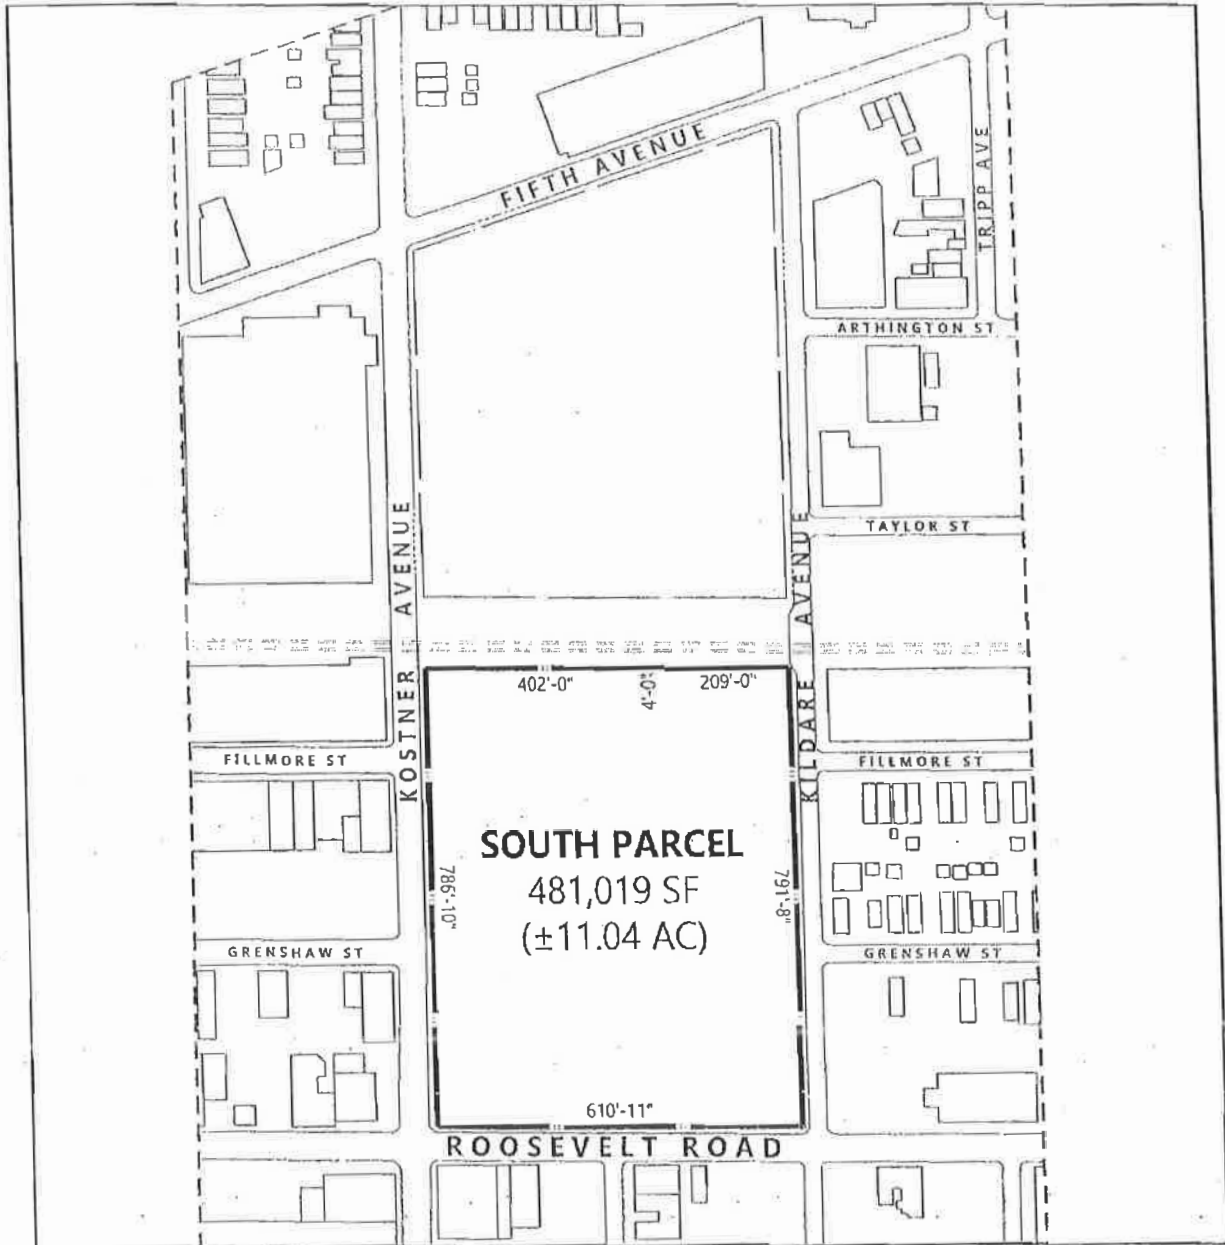 FIFTH AVENUE
TRIPP AVE
ARTHINGTON ST
TAYLOR ST
KOSTNER AVENUE
KILDARE AVENUE
402'-0"
4'-0"
209'-0"
FILLMORE ST
FILLMORE ST
SOUTH PARCEL
481,019 SF
(±11.04 AC)
786'-10"
791'-8"
GRENSHAW ST
GRENSHAW ST
610'-11"
ROOSEVELT ROAD